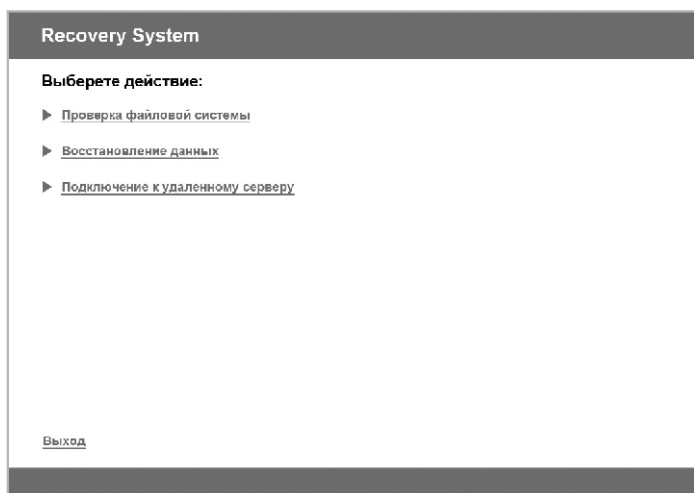 Recovery System
Выберете действие:
Проверка файловой системы
Восстановление данных
Подключение к удаленному серверу
Выход